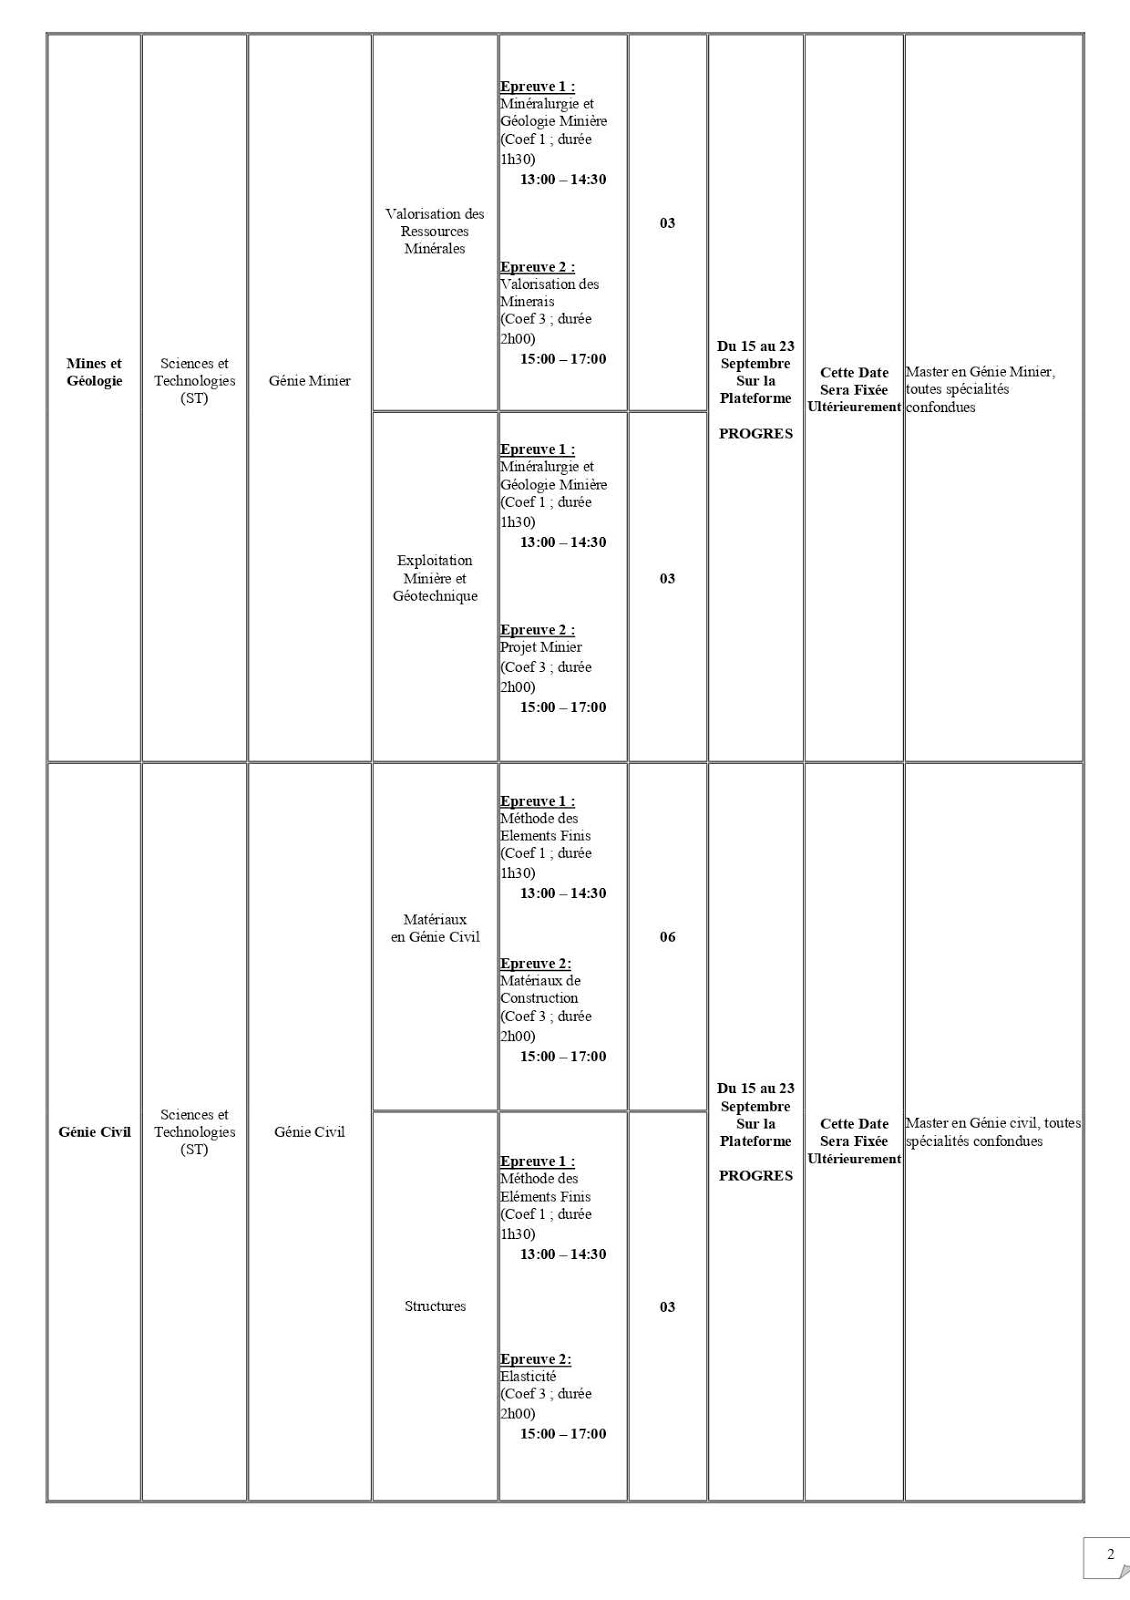 Mines et
Géologie
Sciences et
Technologies
(ST)
Génie Minier
Valorisation des
Ressources
Minérales
Epreuve 1 :
Minéralurgie et
Géologie Minière
(Coef 1 ; durée
1h30)
13:00 – 14:30
Epreuve 2 :
Valorisation des
Minerais
(Coef 3 ; durée
2h00)
15:00 – 17:00
03
Exploitation
Minière et
Géotechnique
Epreuve 1 :
Minéralurgie et
Géologie Minière
(Coef 1 ; durée
1h30)
13:00 – 14:30
Epreuve 2 :
Projet Minier
(Coef 3 ; durée
2h00)
15:00 – 17:00
03
Du 15 au 23
Septembre
Sur la
Plateforme
PROGRES
Cette Date
Sera Fixée
Ultérieurement
Master en Génie Minier,
toutes spécialités
confondues
Génie Civil
Sciences et
Technologies
(ST)
Génie Civil
Matériaux
en Génie Civil
Epreuve 1 :
Méthode des
Elements Finis
(Coef 1 ; durée
1h30)
13:00 – 14:30
Epreuve 2:
Matériaux de
Construction
(Coef 3 ; durée
2h00)
15:00 – 17:00
06
Structures
Epreuve 1 :
Méthode des
Eléments Finis
(Coef 1 ; durée
1h30)
13:00 – 14:30
Epreuve 2:
Elasticité
(Coef 3 ; durée
2h00)
15:00 – 17:00
03
Du 15 au 23
Septembre
Sur la
Plateforme
PROGRES
Cette Date
Sera Fixée
Ultérieurement
Master en Génie civil, toutes
spécialités confondues
2